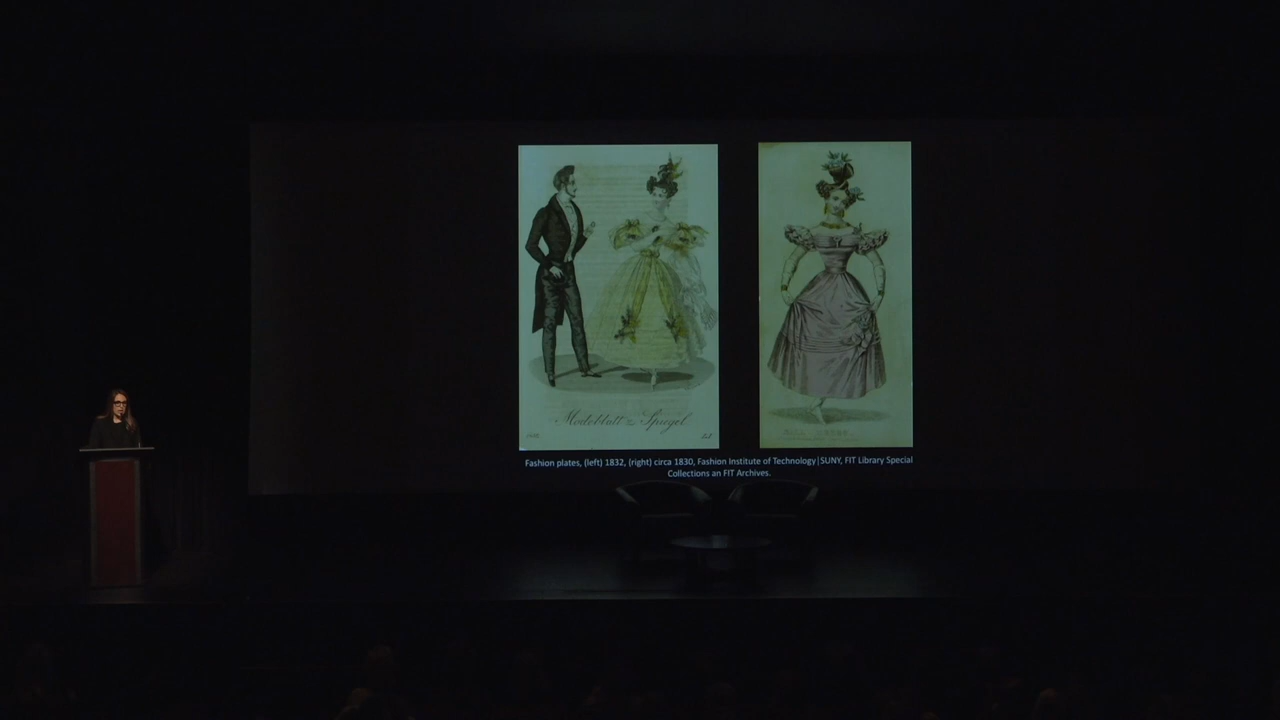 Modeblatt z. Spiegel
Fashion plates, (left) 1832, (right) circa 1830, Fashion Institute of Technology|SUNY, FIT Library Special
Collections an FIT Archives.